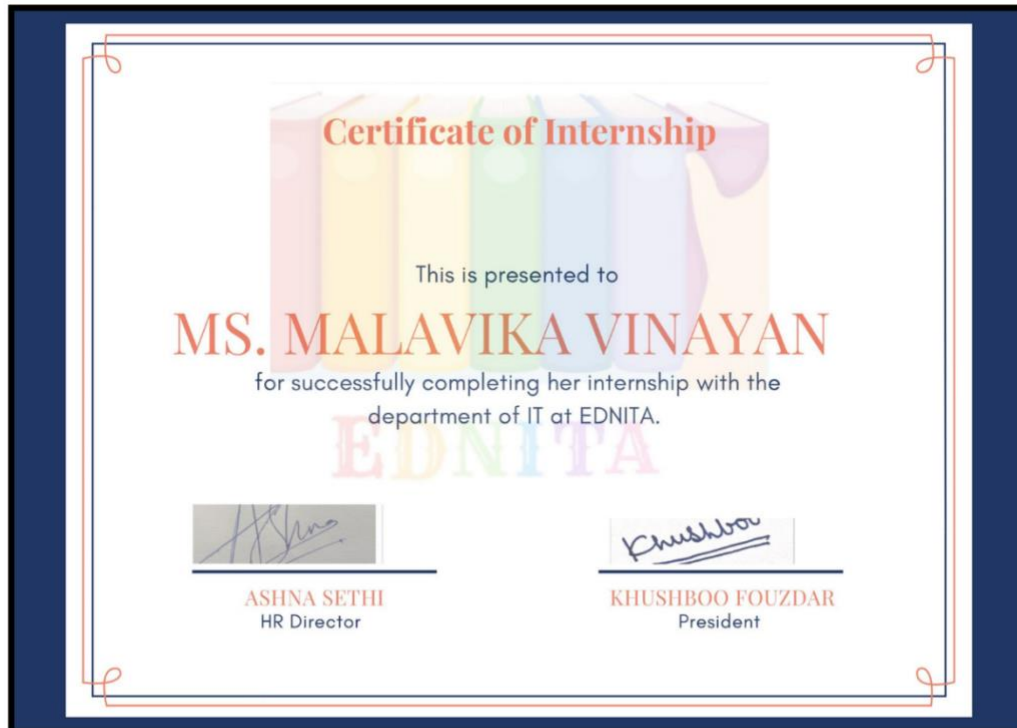 Certificate of Internship
This is presented to
MS. MALAVIKA VINAYAN
for successfully completing her internship with the
department of IT at EDNITA.
EDNITA
Ashna
Khushboo
ASHNA SETHI
KHUSHBOO FOUZDAR
HR Director
President